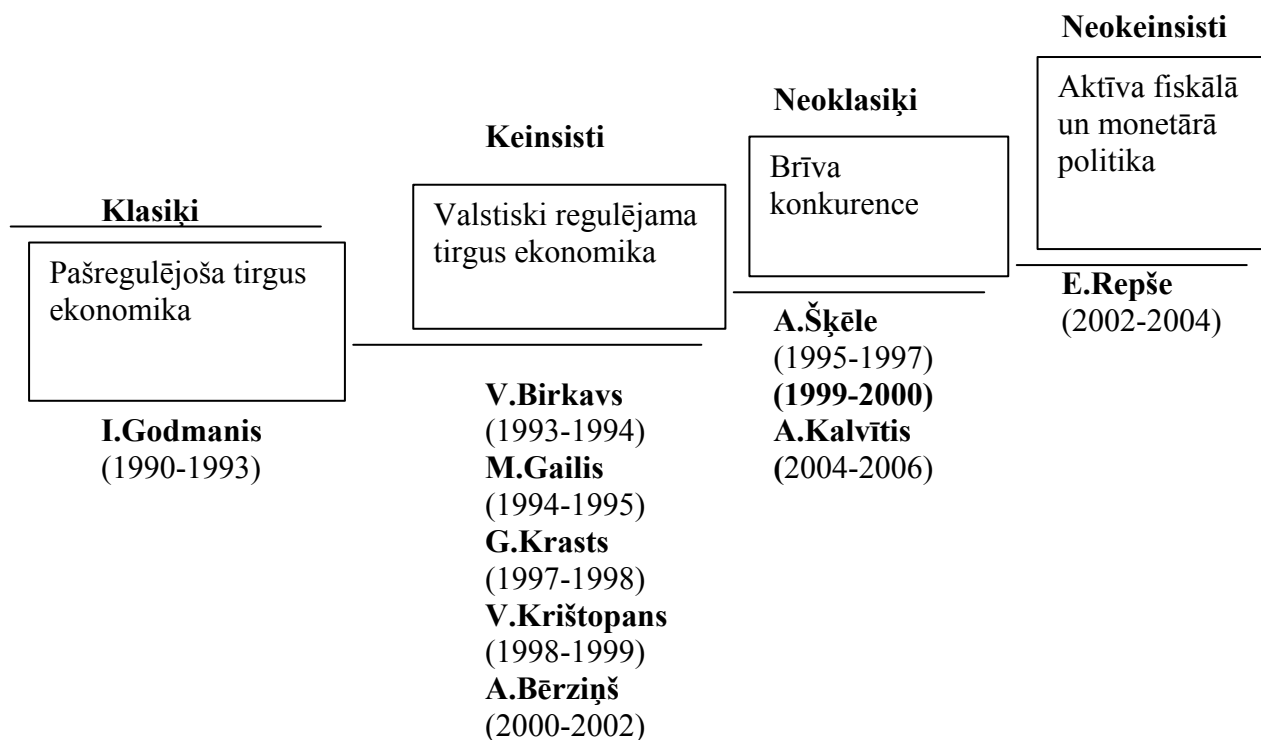 Klasiķi
Pašregulējoša tirgus
ekonomika
I.Godmanis
(1990-1993)
Keinsisti
Valstiski regulējama
tirgus ekonomika
V.Birkavs
(1993-1994)
M.Gailis
(1994-1995)
G.Krasts
(1997-1998)
V.Krištopans
(1998-1999)
A.Bērziņš
(2000-2002)
Neoklasiķi
Brīva
konkurence
A.Šķēle
(1995-1997)
(1999-2000)
A.Kalvītis
(2004-2006)
Neokeinsisti
Aktīva fiskālā
un monetārā
politika
E.Repše
(2002-2004)